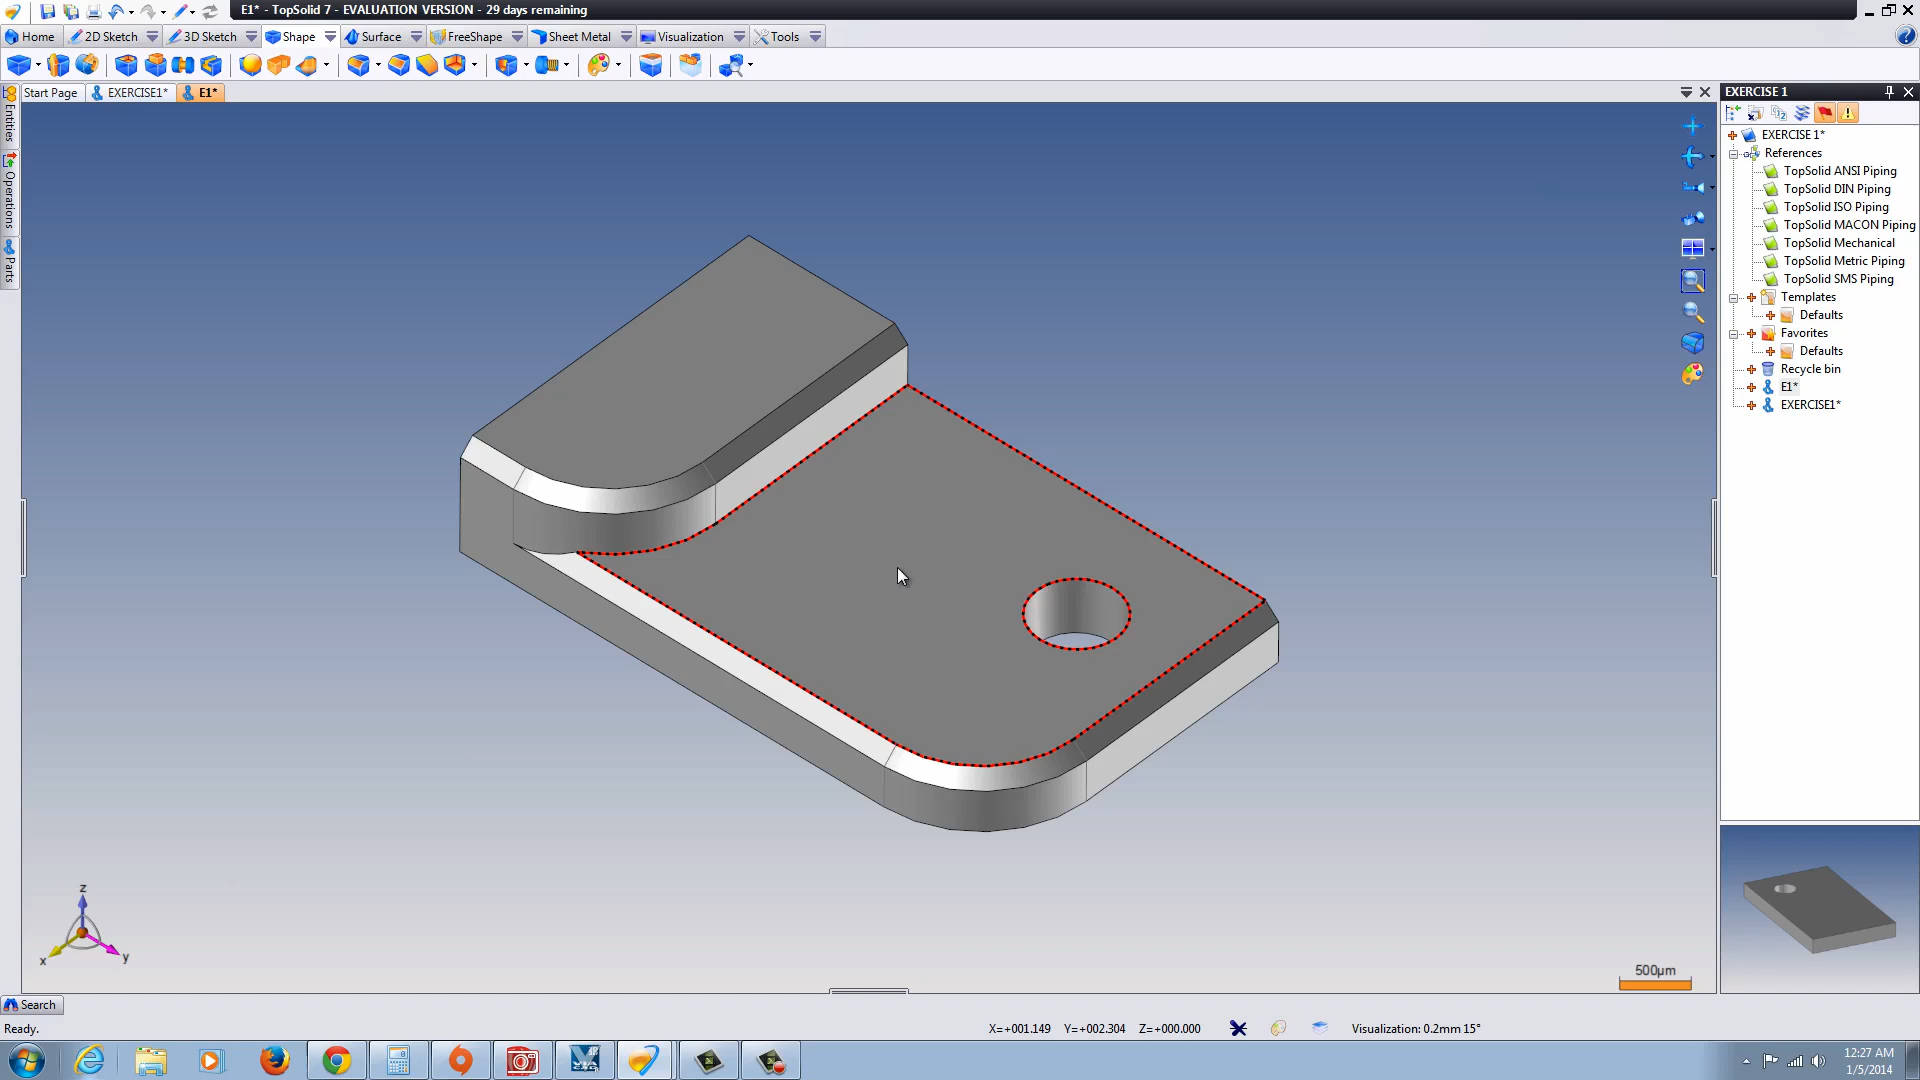 E1* - TopSolid 7 - EVALUATION VERSION - 29 days remaining
Home 2D Sketch 3D Sketch Shape Surface FreeShape Sheet Metal Visualization Tools
Start Page EXERCISE1* E1*
EXERCISE 1
Entities
Operations
Parts
EXERCISE 1*
References
TopSolid ANSI Piping
TopSolid DIN Piping
TopSolid ISO Piping
TopSolid MACON Piping
TopSolid Mechanical
TopSolid Metric Piping
TopSolid SMS Piping
Templates
Defaults
Favorites
Defaults
Recycle bin
E1*
EXERCISE1*
z
x
y
500µm
Search
Ready.
X=+001.149 Y=+002.304 Z=+000.000
Visualization: 0.2mm 15°
12:27 AM
1/5/2014